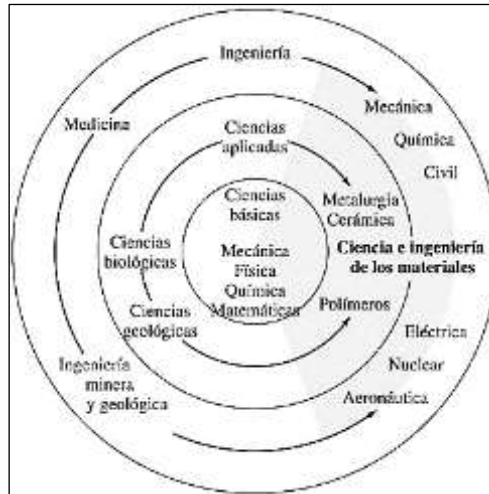 Ingeniería
Mecánica
Medicina
Química
Civil
Ciencias
aplicadas
Ciencias
básicas
Metalurgia
Cerámica
Ciencias
biológicas
Mecánica
Física
Química
Matemáticas
Ciencia e ingeniería
de los materiales
Ciencias
geológicas
Polímeros
Eléctrica
Nuclear
Aeronáutica
Ingeniería
minera
y geológica